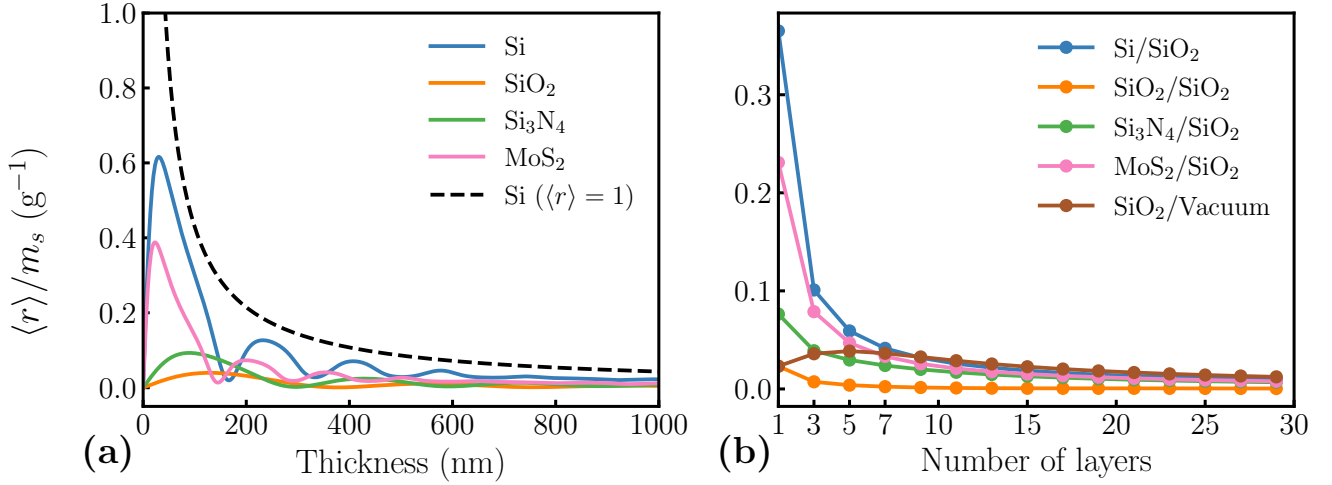 ⟨r⟩/m_s (g⁻¹)
1.0
0.8
0.6
0.4
0.2
0.0
0 200 400 600 800 1000
Thickness (nm)
(a)
Si
SiO₂
Si₃N₄
MoS₂
Si (⟨r⟩ = 1)
0.3
0.2
0.1
0.0
1 3 5 7 10 15 20 25 30
Number of layers
(b)
Si/SiO₂
SiO₂/SiO₂
Si₃N₄/SiO₂
MoS₂/SiO₂
SiO₂/Vacuum